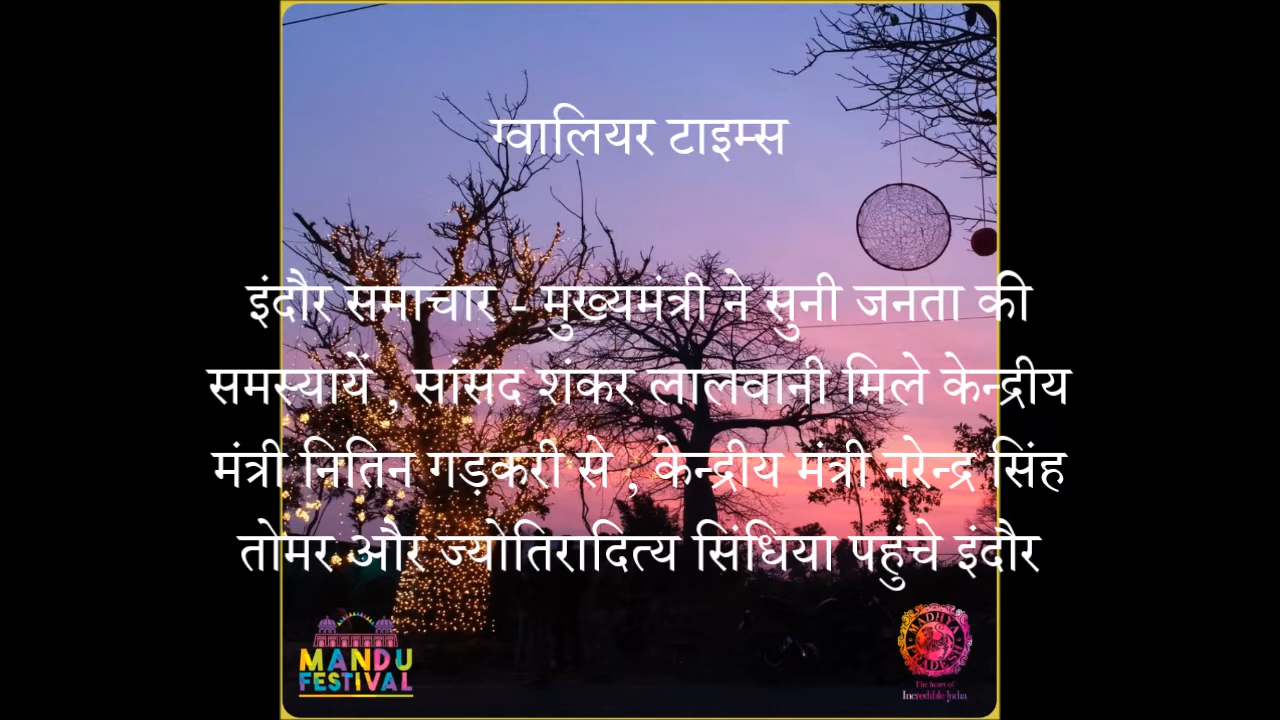 ग्वालियर टाइम्स
इंदौर समाचार - मुख्यमंत्री ने सुनी जनता की
समस्यायें , सांसद शंकर लालवानी मिले केन्द्रीय
मंत्री नितिन गड़करी से , केन्द्रीय मंत्री नरेन्द्र सिंह
तोमर और ज्योतिरादित्य सिंधिया पहुंचे इंदौर
MANDU
FESTIVAL
MADHYA
PRADESH
The heart of
Incredible India